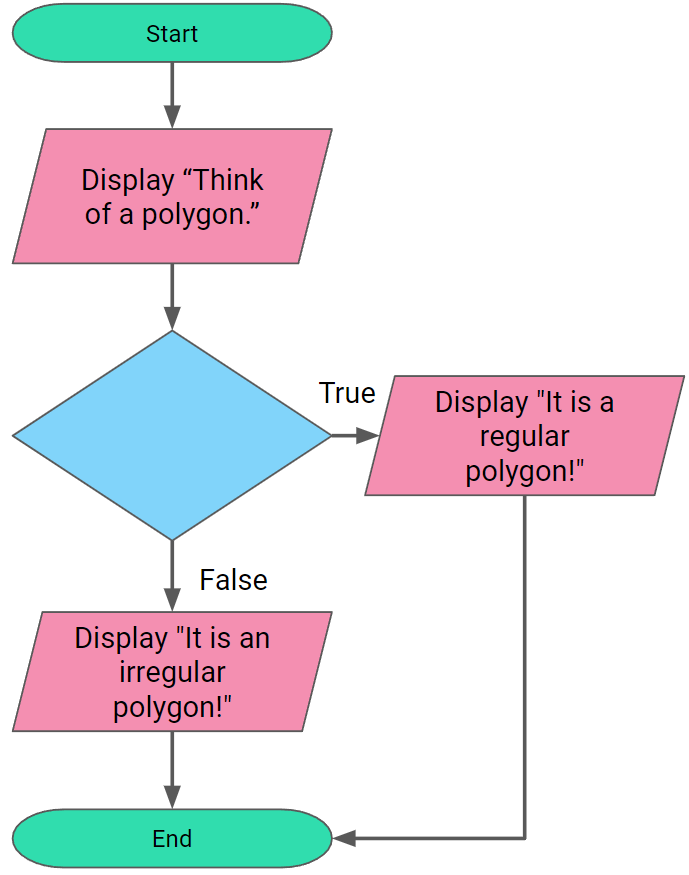 Start
Display “Think
of a polygon.”
True
Display "It is a
regular
polygon!"
False
Display "It is an
irregular
polygon!"
End